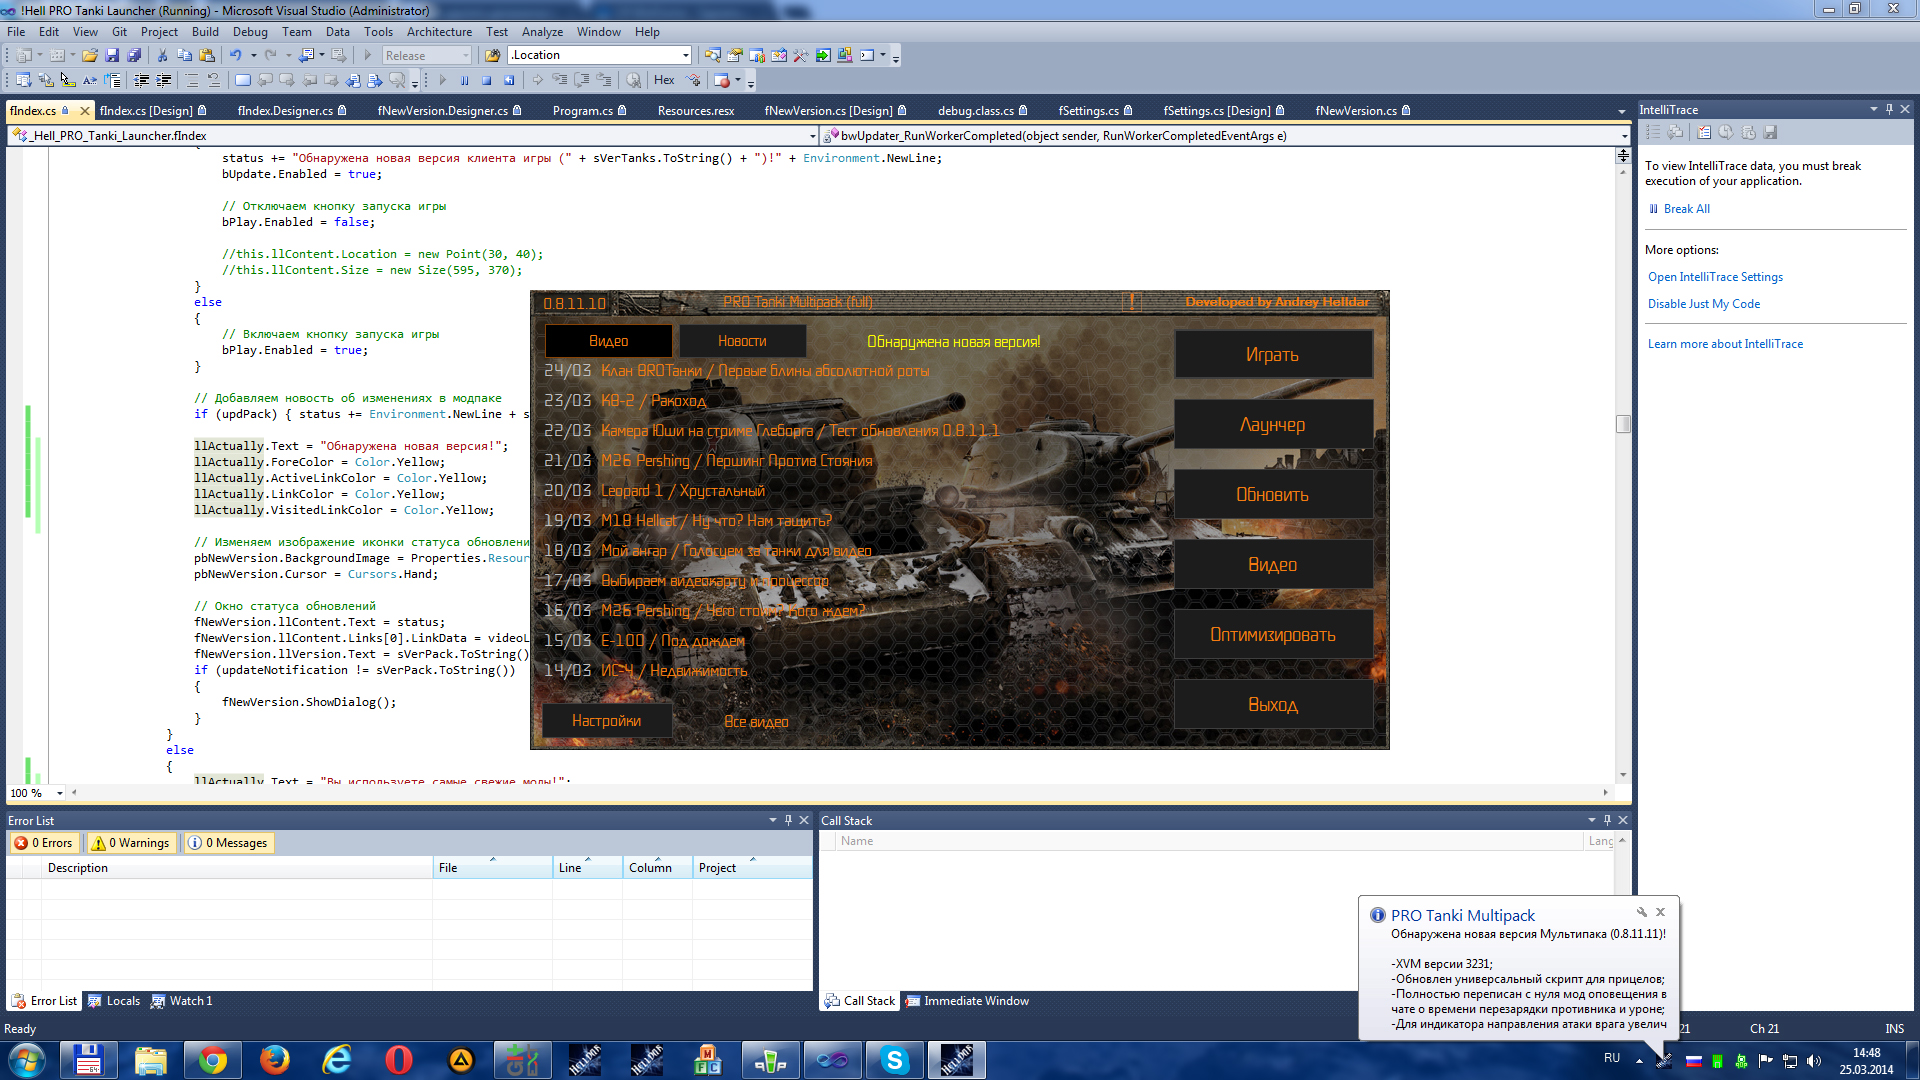 !Hell PRO Tanki Launcher (Running) - Microsoft Visual Studio (Administrator)
File Edit View Git Project Build Debug Team Data Tools Architecture Test Analyze Window Help
Release .Location
Hex
fIndex.cs fIndex.cs [Design] fIndex.Designer.cs fNewVersion.Designer.cs Program.cs Resources.resx fNewVersion.cs [Design] debug.class.cs fSettings.cs fSettings.cs [Design] fNewVersion.cs
_Hell_PRO_Tanki_Launcher.fIndex bwUpdater_RunWorkerCompleted(object sender, RunWorkerCompletedEventArgs e)
{
status += "Обнаружена новая версия клиента игры (" + sVerTanks.ToString() + ")!" + Environment.NewLine;
bUpdate.Enabled = true;
// Отключаем кнопку запуска игры
bPlay.Enabled = false;
//this.llContent.Location = new Point(30, 40);
//this.llContent.Size = new Size(595, 370);
}
else
{
// Включаем кнопку запуска игры
bPlay.Enabled = true;
}
// Добавляем новость об изменениях в модпаке
if (updPack) { status += Environment.NewLine + s
llActually.Text = "Обнаружена новая версия!";
llActually.ForeColor = Color.Yellow;
llActually.ActiveLinkColor = Color.Yellow;
llActually.LinkColor = Color.Yellow;
llActually.VisitedLinkColor = Color.Yellow;
// Изменяем изображение иконки статуса обновлени
pbNewVersion.BackgroundImage = Properties.Resour
pbNewVersion.Cursor = Cursors.Hand;
// Окно статуса обновлений
fNewVersion.llContent.Text = status;
fNewVersion.llContent.Links[0].LinkData = videoL
fNewVersion.llVersion.Text = sVerPack.ToString()
if (updateNotification != sVerPack.ToString())
{
fNewVersion.ShowDialog();
}
}
else
{
llActually.Text = "Вы используете самые свежие моды!";
100 %
0.8.11.10 PRO Tanki Multipack (full) ! Developed by Andrey Helldar
Видео Новости Обнаружена новая версия!
24/03 Клан BROТанки / Первые блины абсолютной роты
23/03 КВ-2 / Ракоход
22/03 Камера Юши на стриме Глеборга / Тест обновления 0.8.11 1
21/03 M26 Pershing / Першинг Против Стояния
20/03 Leopard 1 / Хрустальный
19/03 M18 Hellcat / Ну что? Нам тащить?
18/03 Мой ангар / Голосуем за танки для видео
17/03 Выбираем видеокарту и процессор
16/03 M26 Pershing / Чего стоим? Кого ждем?
15/03 E-100 / Под дождем
14/03 ИС-4 / Недвижимость
Настройки Все видео
Играть
Лаунчер
Обновить
Видео
Оптимизировать
Выход
IntelliTrace
To view IntelliTrace data, you must break
execution of your application.
Break All
More options:
Open IntelliTrace Settings
Disable Just My Code
Learn more about IntelliTrace
Error List
0 Errors 0 Warnings 0 Messages
Description File Line Column Project
Error List Locals Watch 1
Call Stack
Name Lang
Call Stack Immediate Window
PRO Tanki Multipack
Обнаружена новая версия Мультипака (0.8.11.11)!
-XVM версии 3231;
-Обновлен универсальный скрипт для прицелов;
-Полностью переписан с нуля мод оповещения в
чате о времени перезарядки противника и уроне;
-Для индикатора направления атаки врага увелич
Ready 21 Ch 21 INS
RU
14:48
25.03.2014